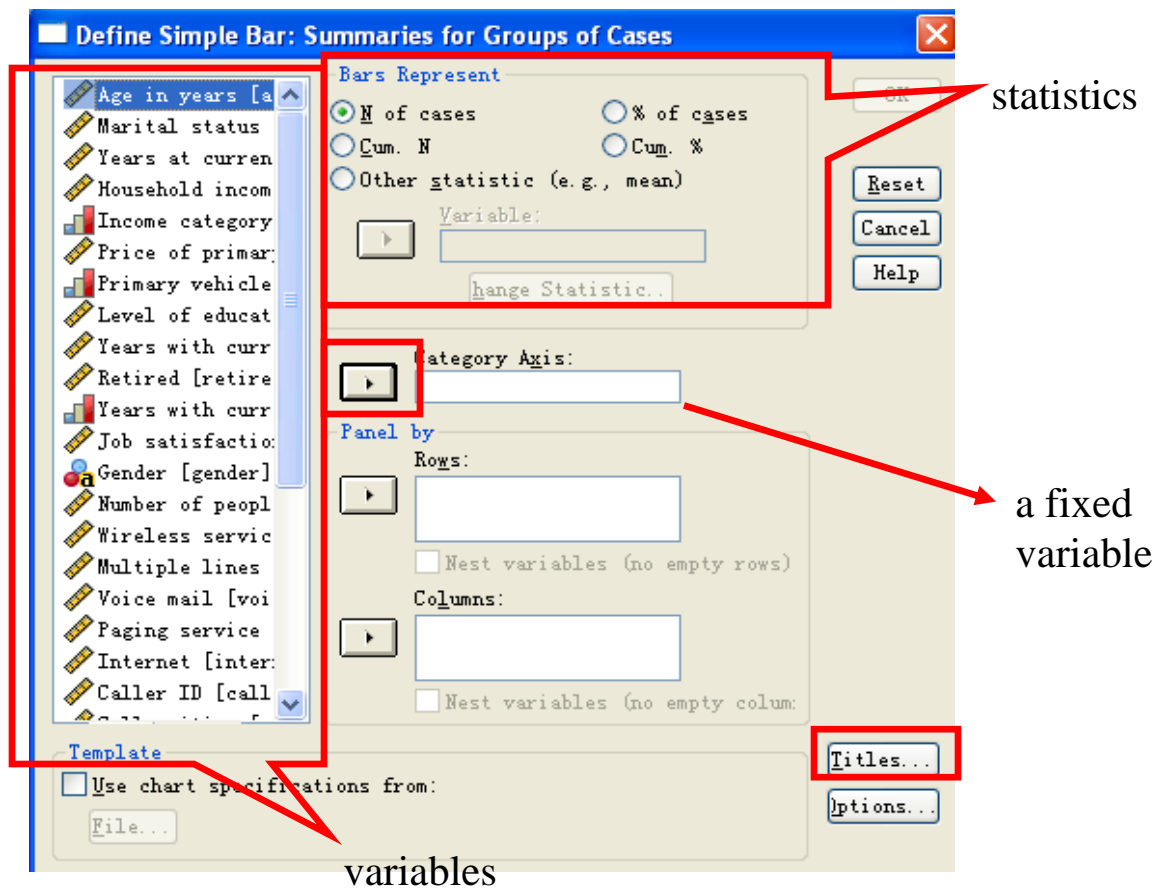 Define Simple Bar: Summaries for Groups of Cases
Age in years [a
Marital status
Years at curren
Household incom
Income category
Price of primar
Primary vehicle
Level of educat
Years with curr
Retired [retire
Years with curr
Job satisfactio
Gender [gender]
Number of peopl
Wireless servic
Multiple lines
Voice mail [voi
Paging service
Internet [inter
Caller ID [call
Bars Represent
N of cases
% of cases
Cum. N
Cum. %
Other statistic (e.g., mean)
Variable:
hange Statistic..
Category Axis:
Panel by
Rows:
Nest variables (no empty rows)
Columns:
Nest variables (no empty colum
Template
Use chart specifications from:
File...
OK
Reset
Cancel
Help
Titles...
ptions...
statistics
a fixed
variable
variables